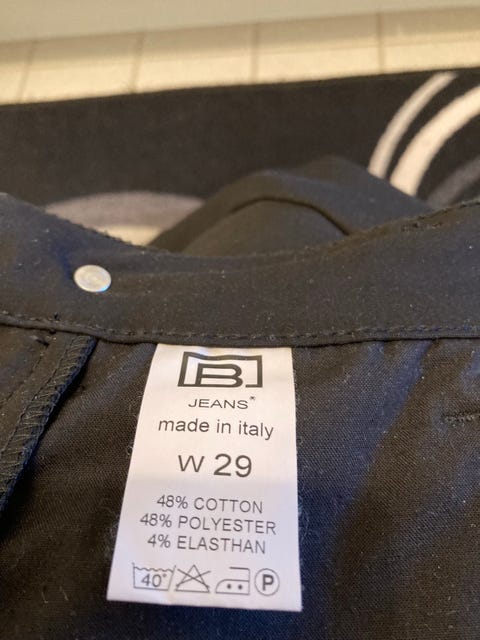 B
JEANS®
made in italy
W 29
48% COTTON
48% POLYESTER
4% ELASTHAN
40° P